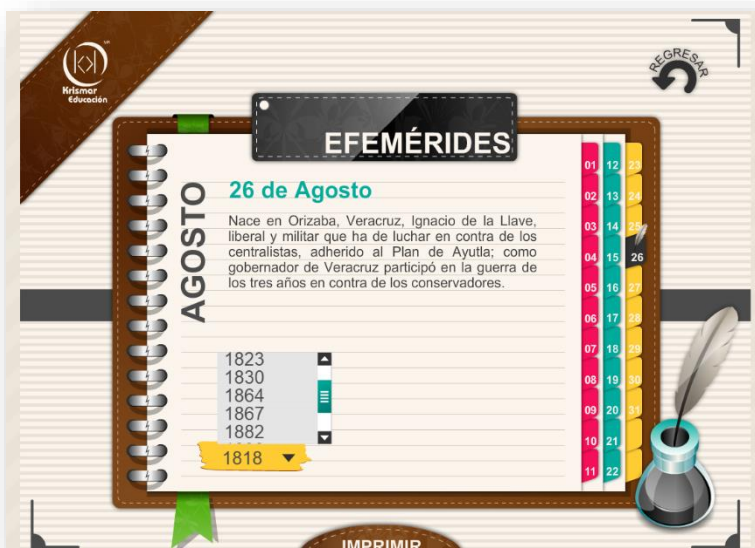 Krismar
Educación
REGRESAR
EFEMÉRIDES
AGOSTO
26 de Agosto
Nace en Orizaba, Veracruz, Ignacio de la Llave,
liberal y militar que ha de luchar en contra de los
centralistas, adherido al Plan de Ayutla; como
gobernador de Veracruz participó en la guerra de
los tres años en contra de los conservadores.
1823
1830
1864
1867
1882
1818
01 12 23
02 13 24
03 14 25
04 15 26
05 16 27
06 17 28
07 18 29
08 19 30
09 20 31
10 21
11 22
IMPRIMIR